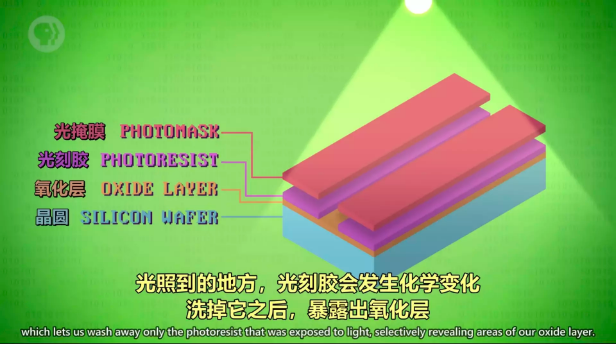 PBS
光掩膜 PHOTOMASK
光刻胶 PHOTORESIST
氧化层 OXIDE LAYER
晶圆 SILICON WAFER
光照到的地方，光刻胶会发生化学变化
洗掉它之后，暴露出氧化层
which lets us wash away only the photoresist that was exposed to light, selectively revealing areas of our oxide layer.